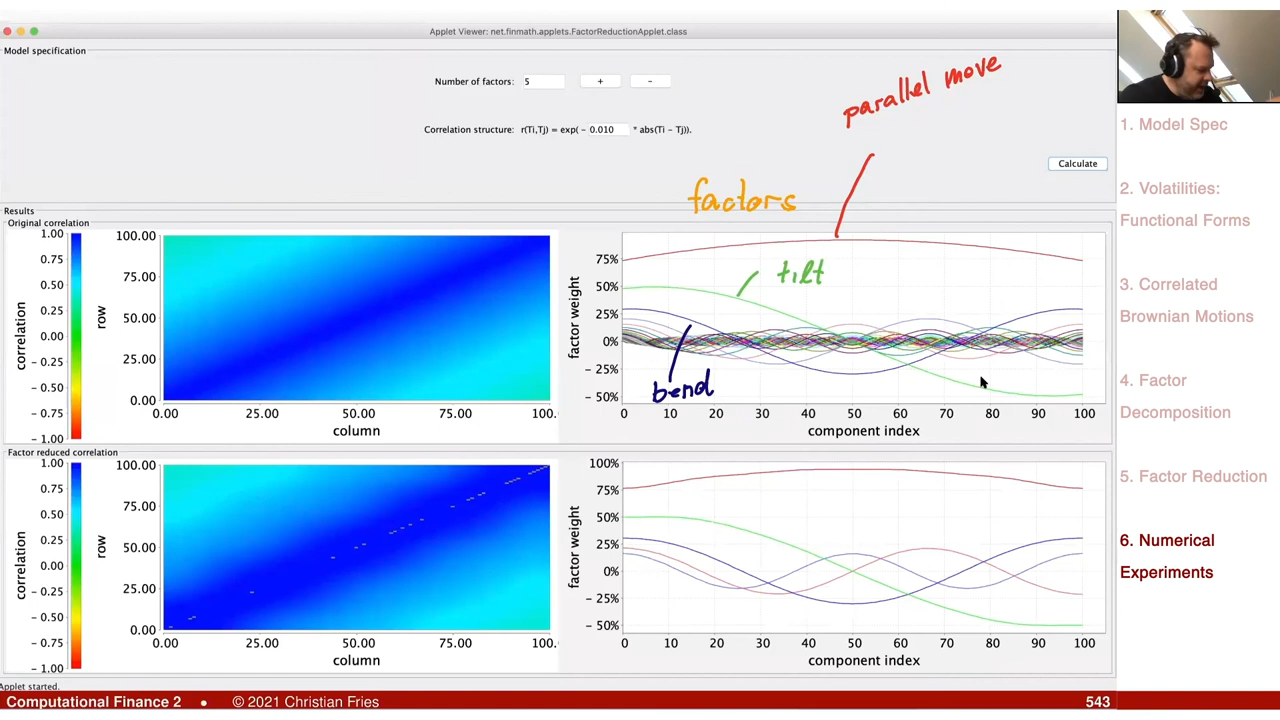 Applet Viewer: net.finmath.applets.FactorReductionApplet.class
Model specification
Number of factors: 5 + -
Correlation structure: r(Ti,Tj) = exp( - 0.010 * abs(Ti - Tj)).
Calculate
parallel move
factors
tilt
bend
Results
Original correlation
1.00
0.75
0.50
0.25
0.00
- 0.25
- 0.50
- 0.75
- 1.00
correlation
100.00
75.00
50.00
25.00
0.00
row
0.00 25.00 50.00 75.00 100.
column
75%
50%
25%
0%
- 25%
- 50%
factor weight
0 10 20 30 40 50 60 70 80 90 100
component index
Factor reduced correlation
1.00
0.75
0.50
0.25
0.00
- 0.25
- 0.50
- 0.75
- 1.00
correlation
100.00
75.00
50.00
25.00
0.00
row
0.00 25.00 50.00 75.00 100.
column
100%
75%
50%
25%
0%
- 25%
- 50%
factor weight
0 10 20 30 40 50 60 70 80 90 100
component index
Applet started.
1. Model Spec
2. Volatilities:
Functional Forms
3. Correlated
Brownian Motions
4. Factor
Decomposition
5. Factor Reduction
6. Numerical
Experiments
Computational Finance 2 • © 2021 Christian Fries 543